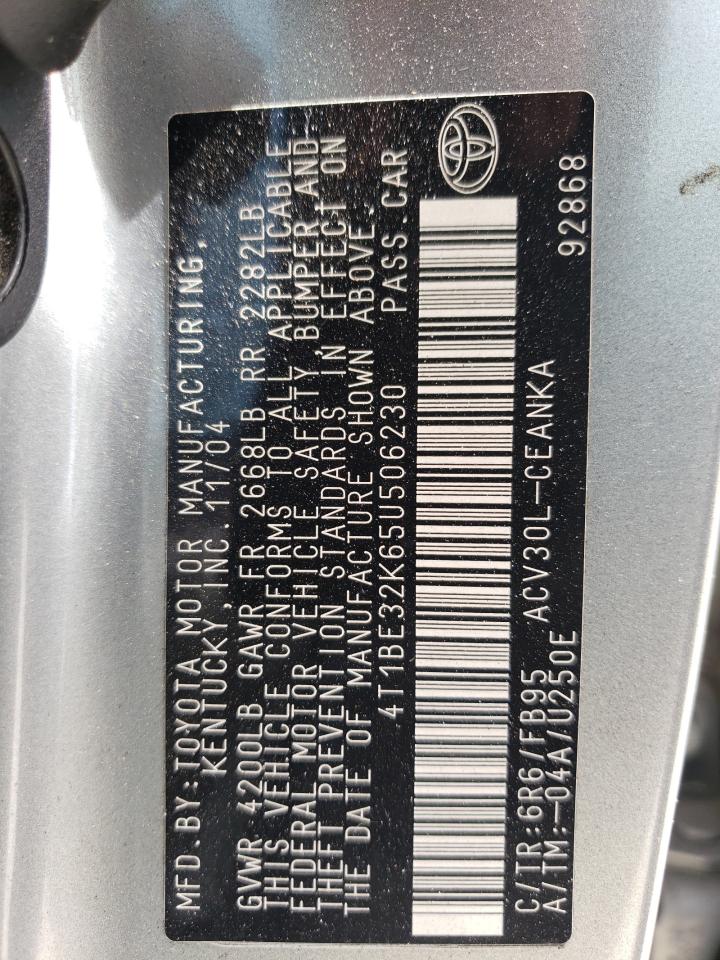 MFD.BY:TOYOTA MOTOR MANUFACTURING,
KENTUCKY,INC.11/04
GVWR 4200LB GAWR FR 2668LB RR 2282LB
THIS VEHICLE CONFORMS TO ALL APPLICABLE
FEDERAL MOTOR VEHICLE SAFETY,BUMPER AND
THEFT PREVENTION STANDARDS IN EFFECT ON
THE DATE OF MANUFACTURE SHOWN ABOVE
4T1BE32K65U506230 PASS.CAR
C/TR:6R6/FB95 ACV30L-CEANKA
A/TM:-04A/U250E 92868